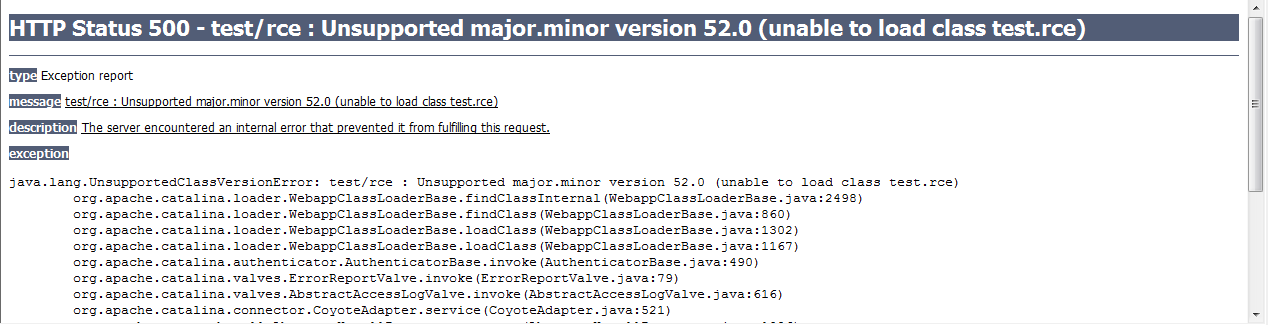 HTTP Status 500 - test/rce : Unsupported major.minor version 52.0 (unable to load class test.rce)
type Exception report
message test/rce : Unsupported major.minor version 52.0 (unable to load class test.rce)
description The server encountered an internal error that prevented it from fulfilling this request.
exception
java.lang.UnsupportedClassVersionError: test/rce : Unsupported major.minor version 52.0 (unable to load class test.rce)
org.apache.catalina.loader.WebappClassLoaderBase.findClassInternal(WebappClassLoaderBase.java:2498)
org.apache.catalina.loader.WebappClassLoaderBase.findClass(WebappClassLoaderBase.java:860)
org.apache.catalina.loader.WebappClassLoaderBase.loadClass(WebappClassLoaderBase.java:1302)
org.apache.catalina.loader.WebappClassLoaderBase.loadClass(WebappClassLoaderBase.java:1167)
org.apache.catalina.authenticator.AuthenticatorBase.invoke(AuthenticatorBase.java:490)
org.apache.catalina.valves.ErrorReportValve.invoke(ErrorReportValve.java:79)
org.apache.catalina.valves.AbstractAccessLogValve.invoke(AbstractAccessLogValve.java:616)
org.apache.catalina.connector.CoyoteAdapter.service(CoyoteAdapter.java:521)